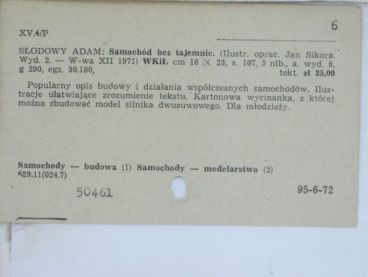 6
XV.4/P
SŁODOWY ADAM: Samochód bez tajemnic. (Ilustr. oprac. Jan Sikora.
Wyd. 2. — W-wa XII 1971) WKiŁ. cm 16 × 23, s. 107, 5 nlb., a. wyd. 6,
g 290, egz. 30.180, tekt. zł 25,00
Popularny opis budowy i działania współczesnych samochodów. Ilus-
tracje ułatwiające zrozumienie tekstu. Kartonowa wycinanka, z której
można zbudować model silnika dwusuwowego. Dla młodzieży.
Samochody — budowa (1) Samochody — modelarstwo (2)
629.11(024.7)
50461 95-6-72